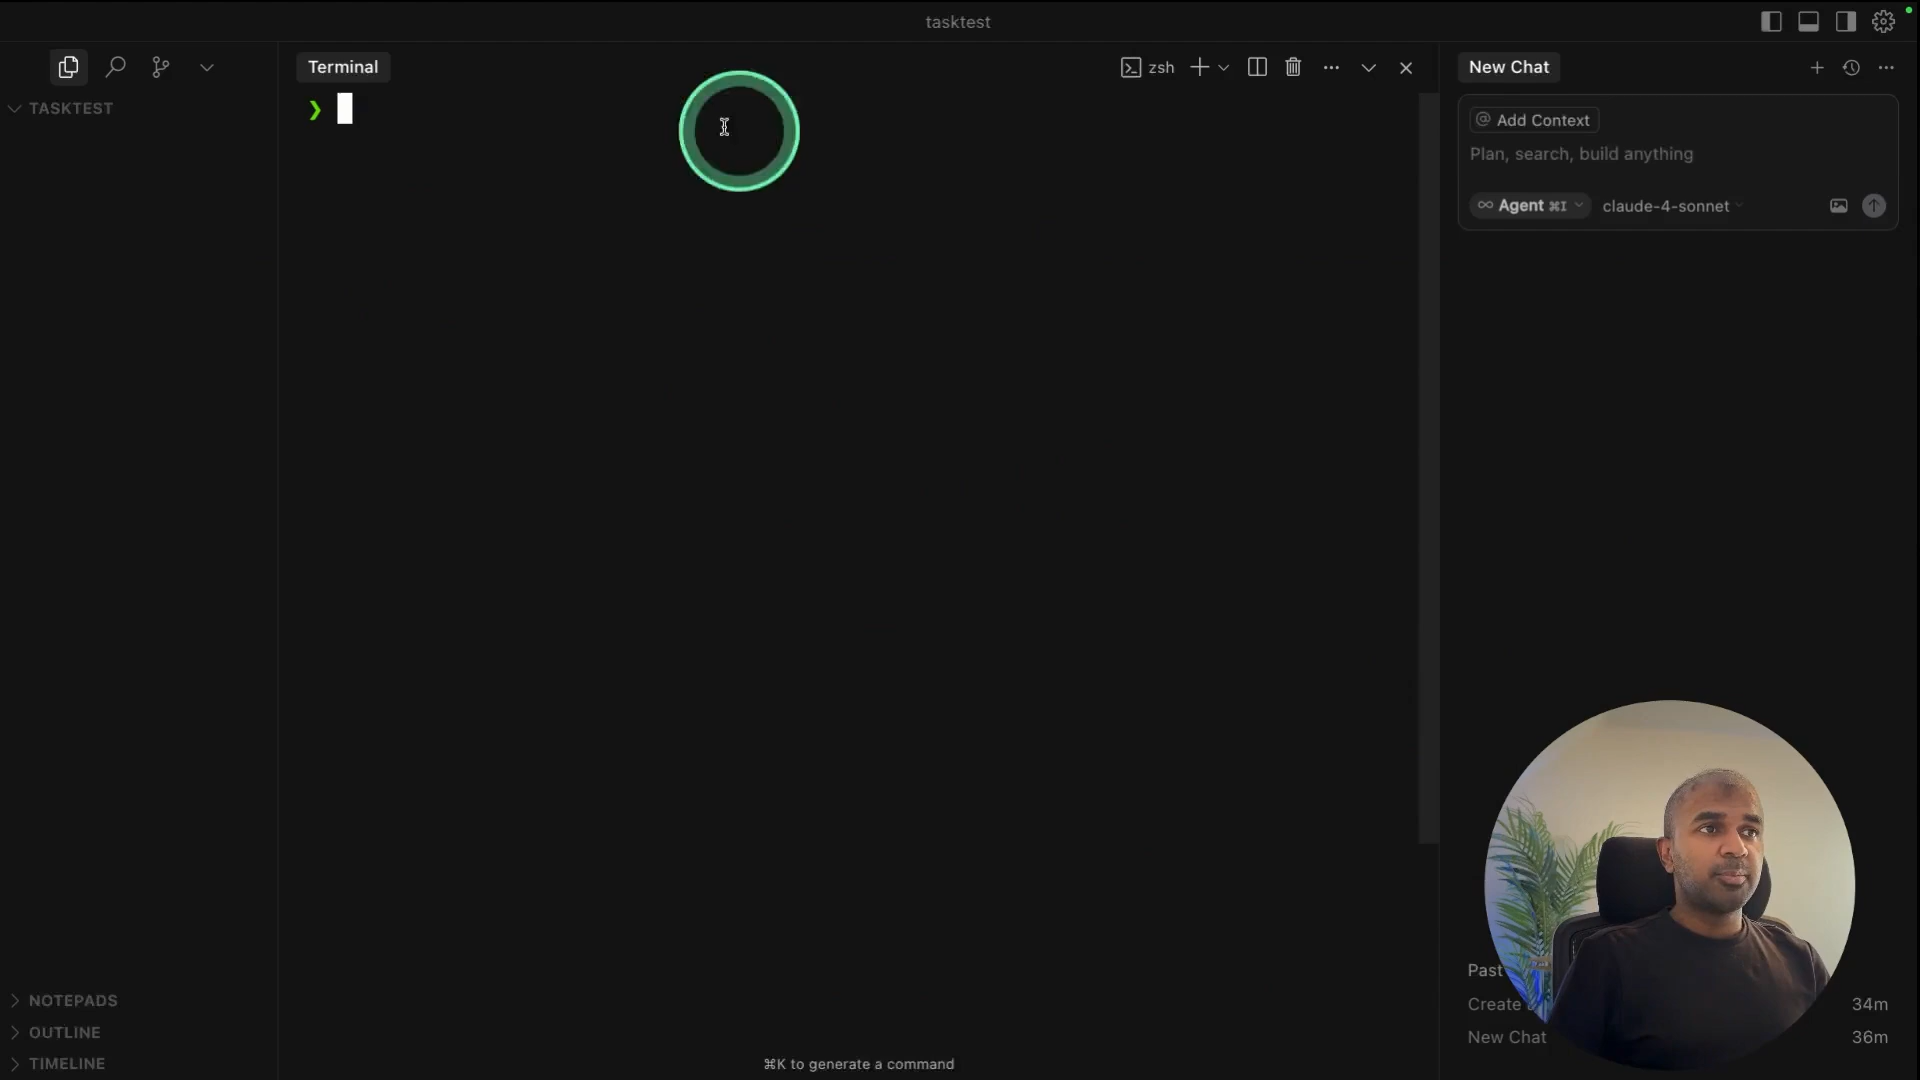 tasktest
TASKTEST
Terminal
zsh
❯
New Chat
@ Add Context
Plan, search, build anything
∞ Agent ⌘I
claude-4-sonnet
Past
Create
34m
New Chat
36m
NOTEPADS
OUTLINE
TIMELINE
⌘K to generate a command